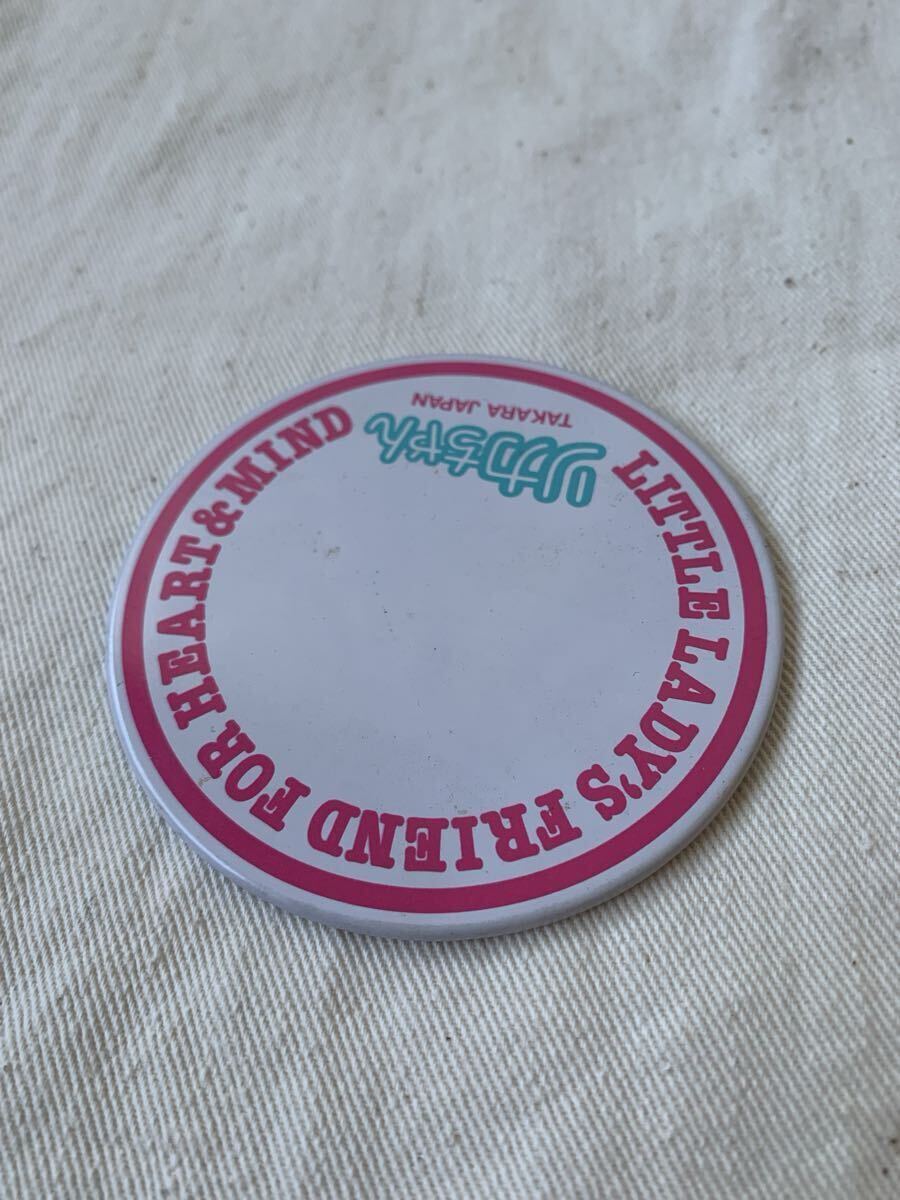 LITTLE LADY'S FRIEND FOR HEART & MIND
リカちゃん
TAKARA JAPAN